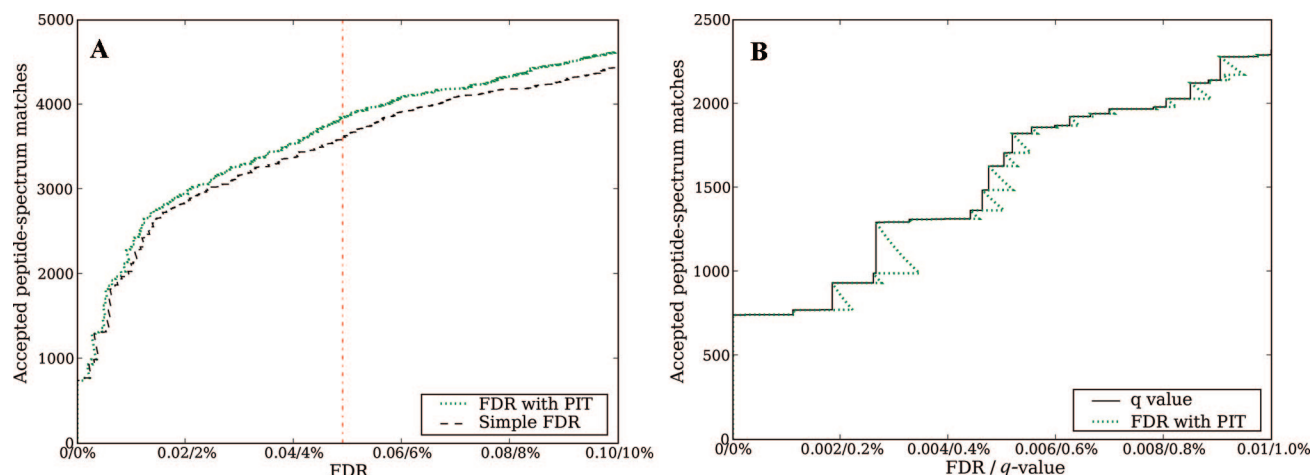 A
Accepted peptide-spectrum matches
5000
4000
3000
2000
1000
0
0/0%
0.02/2%
0.04/4%
0.06/6%
0.08/8%
0.10/10%
FDR
FDR with PIT
Simple FDR
B
Accepted peptide-spectrum matches
2500
2000
1500
1000
500
0
0/0%
0.002/0.2%
0.004/0.4%
0.006/0.6%
0.008/0.8%
0.01/1.0%
FDR / q-value
q value
FDR with PIT